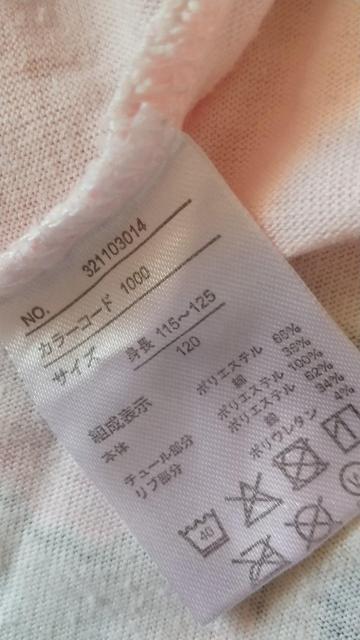 NO. 321103014
カラーコード 1000
サイズ 身長 115～125
120
組成表示
本体 ポリエステル 65%
綿 35%
チュール部分 ポリエステル 100%
リブ部分 ポリエステル 62%
綿 34%
ポリウレタン 4%
40